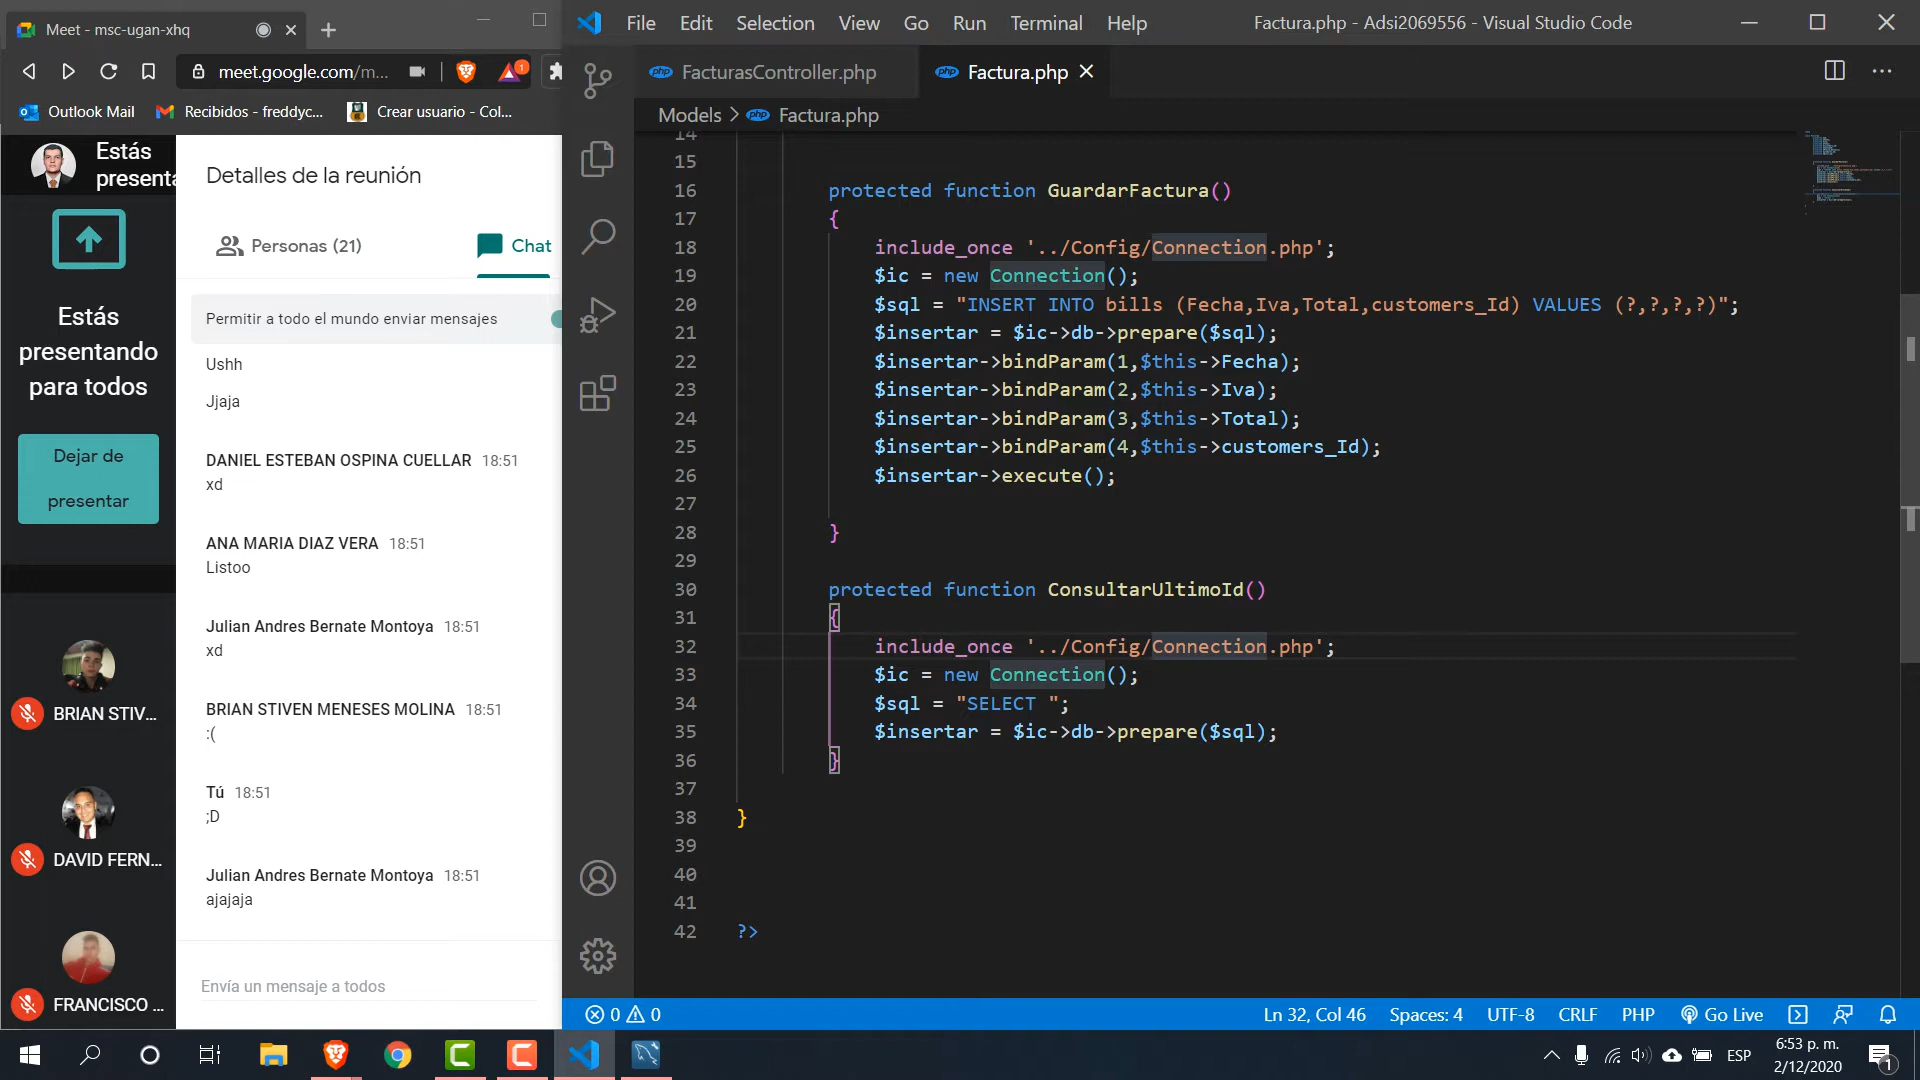 Meet - msc-ugan-xhq
meet.google.com/m...
1
Outlook Mail
Recibidos - freddyc...
Crear usuario - Col...
Estás
presenta
Estás
presentando
para todos
Dejar de
presentar
BRIAN STIV...
DAVID FERN...
FRANCISCO ...
Detalles de la reunión
Personas (21)
Chat
Permitir a todo el mundo enviar mensajes
Ushh
Jjaja
DANIEL ESTEBAN OSPINA CUELLAR 18:51
xd
ANA MARIA DIAZ VERA 18:51
Listoo
Julian Andres Bernate Montoya 18:51
xd
BRIAN STIVEN MENESES MOLINA 18:51
:(
Tú 18:51
;D
Julian Andres Bernate Montoya 18:51
ajajaja
Envía un mensaje a todos
File Edit Selection View Go Run Terminal Help
Factura.php - Adsi2069556 - Visual Studio Code
php FacturasController.php
php Factura.php
Models > php Factura.php
14
15
16 protected function GuardarFactura()
17 {
18 include_once '../Config/Connection.php';
19 $ic = new Connection();
20 $sql = "INSERT INTO bills (Fecha,Iva,Total,customers_Id) VALUES (?,?,?,?)";
21 $insertar = $ic->db->prepare($sql);
22 $insertar->bindParam(1,$this->Fecha);
23 $insertar->bindParam(2,$this->Iva);
24 $insertar->bindParam(3,$this->Total);
25 $insertar->bindParam(4,$this->customers_Id);
26 $insertar->execute();
27
28 }
29
30 protected function ConsultarUltimoId()
31 {
32 include_once '../Config/Connection.php';
33 $ic = new Connection();
34 $sql = "SELECT ";
35 $insertar = $ic->db->prepare($sql);
36 }
37
38 }
39
40
41
42 ?>
0 0
Ln 32, Col 46
Spaces: 4
UTF-8
CRLF
PHP
Go Live
ESP
6:53 p. m.
2/12/2020
1